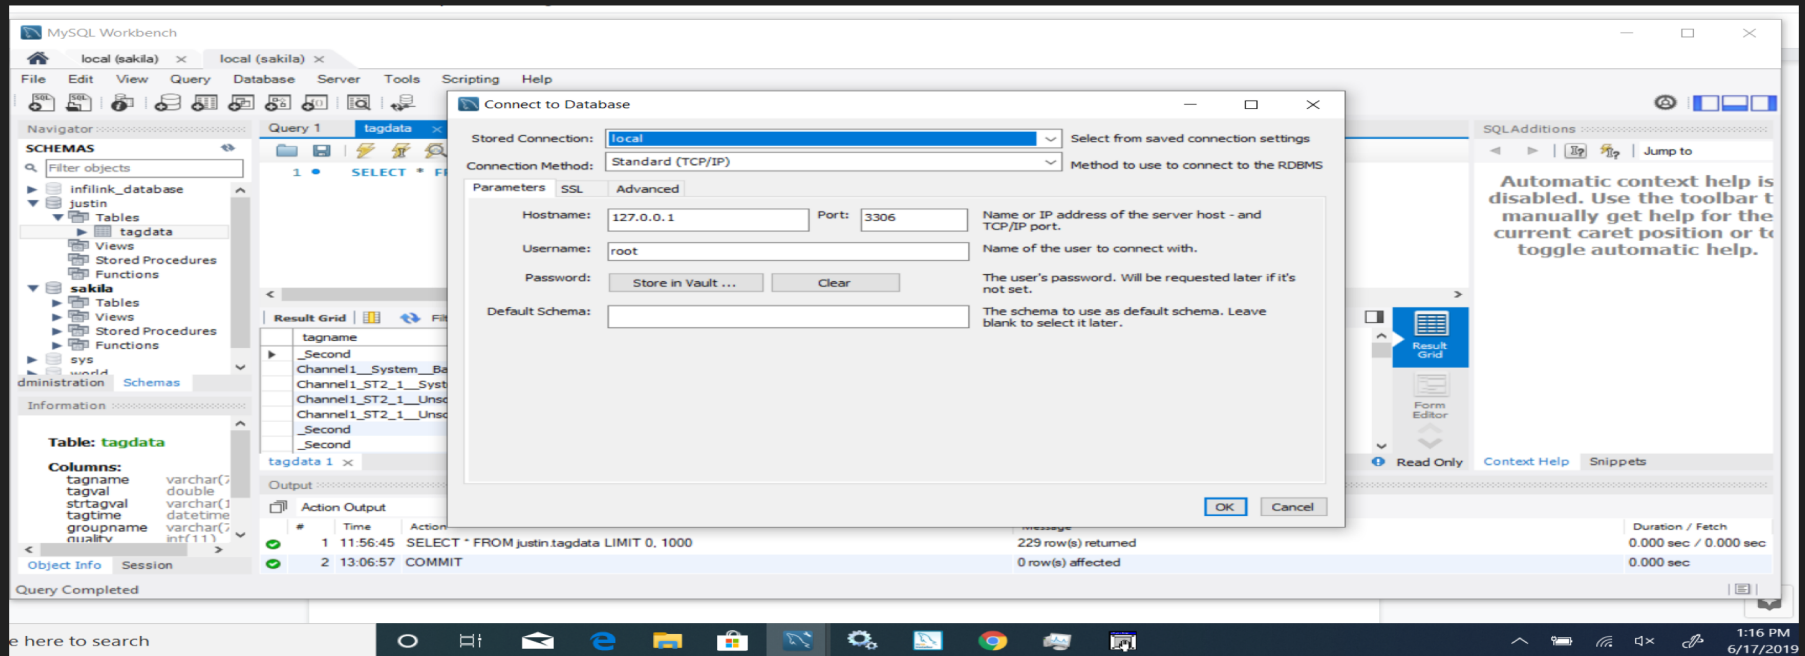 MySQL Workbench
local (sakila) × local (sakila) ×
File Edit View Query Database Server Tools Scripting Help
Navigator
SCHEMAS
Filter objects
infilink_database
justin
Tables
tagdata
Views
Stored Procedures
Functions
sakila
Tables
Views
Stored Procedures
Functions
sys
world
dministration Schemas
Information
Table: tagdata
Columns:
tagname varchar(
tagval double
strtagval varchar(1
tagtime datetime
groupname varchar(
quality int(11)
Object Info Session
Query Completed
Query 1 tagdata ×
1 SELECT * F
Result Grid
tagname
_Second
Channel1__System__Ba
Channel1_ST2_1__Syst
Channel1_ST2_1__Unsc
Channel1_ST2_1__Unsc
_Second
_Second
tagdata 1 ×
Output
Action Output
# Time Action Message Duration / Fetch
1 11:56:45 SELECT * FROM justin.tagdata LIMIT 0, 1000 229 row(s) returned 0.000 sec / 0.000 sec
2 13:06:57 COMMIT 0 row(s) affected 0.000 sec
Connect to Database
Stored Connection: local Select from saved connection settings
Connection Method: Standard (TCP/IP) Method to use to connect to the RDBMS
Parameters SSL Advanced
Hostname: 127.0.0.1 Port: 3306 Name or IP address of the server host - and
TCP/IP port.
Username: root Name of the user to connect with.
Password: Store in Vault ... Clear The user's password. Will be requested later if it's
not set.
Default Schema: The schema to use as default schema. Leave
blank to select it later.
OK Cancel
Result
Grid
Form
Editor
Read Only
SQLAdditions
Jump to
Automatic context help is
disabled. Use the toolbar t
manually get help for the
current caret position or to
toggle automatic help.
Context Help Snippets
e here to search
1:16 PM
6/17/2019